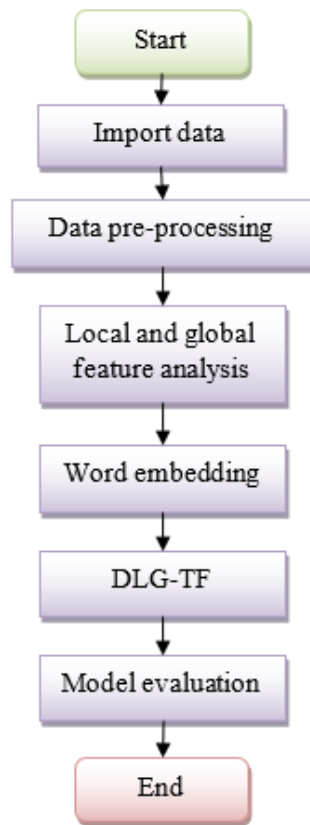 Start
Import data
Data pre-processing
Local and global
feature analysis
Word embedding
DLG-TF
Model evaluation
End